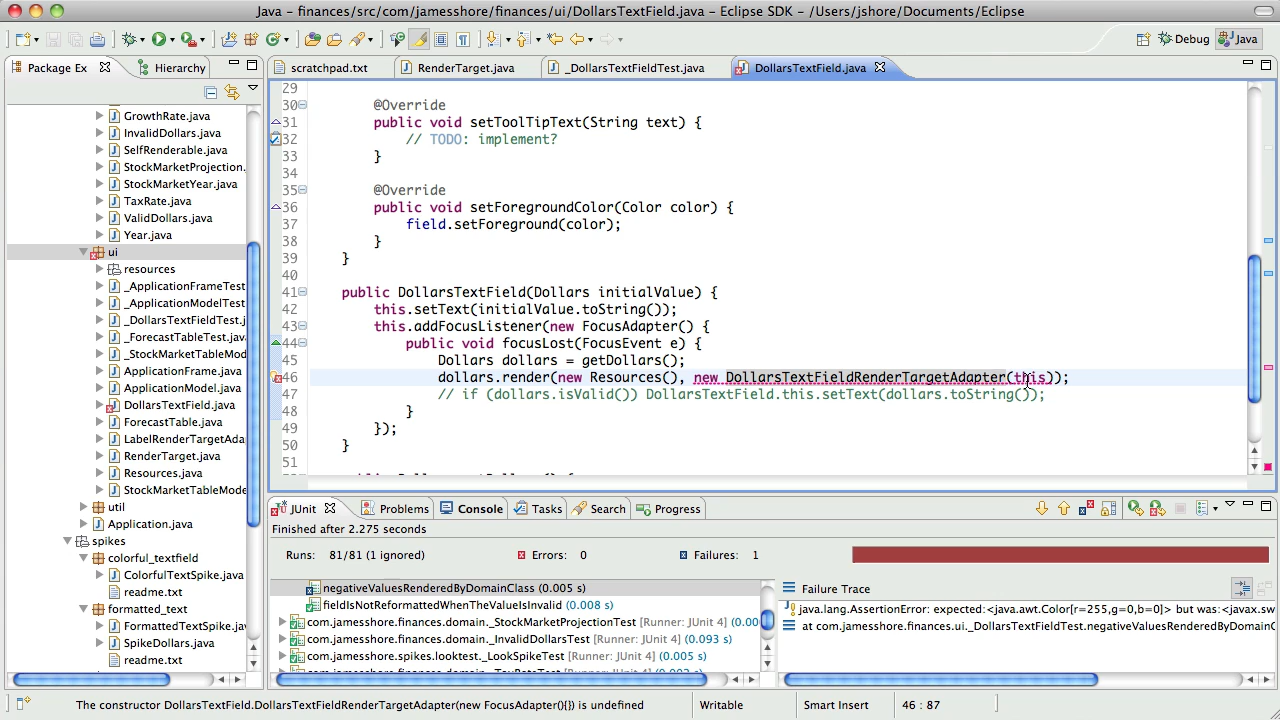 Java – finances/src/com/jamesshore/finances/ui/DollarsTextField.java – Eclipse SDK – /Users/jshore/Documents/Eclipse
Debug
Java
Package Ex
Hierarchy
scratchpad.txt
RenderTarget.java
_DollarsTextFieldTest.java
DollarsTextField.java
GrowthRate.java
InvalidDollars.java
SelfRenderable.java
StockMarketProjection.
StockMarketYear.java
TaxRate.java
ValidDollars.java
Year.java
ui
resources
_ApplicationFrameTest
_ApplicationModelTest
_DollarsTextFieldTest.j
_ForecastTableTest.jav
_StockMarketTableMod
ApplicationFrame.java
ApplicationModel.java
DollarsTextField.java
ForecastTable.java
LabelRenderTargetAda
RenderTarget.java
Resources.java
StockMarketTableMode
util
Application.java
spikes
colorful_textfield
ColorfulTextSpike.java
readme.txt
formatted_text
FormattedTextSpike.jav
SpikeDollars.java
readme.txt
29
30 @Override
31 public void setToolTipText(String text) {
32 // TODO: implement?
33 }
34
35 @Override
36 public void setForegroundColor(Color color) {
37 field.setForeground(color);
38 }
39 }
40
41 public DollarsTextField(Dollars initialValue) {
42 this.setText(initialValue.toString());
43 this.addFocusListener(new FocusAdapter() {
44 public void focusLost(FocusEvent e) {
45 Dollars dollars = getDollars();
46 dollars.render(new Resources(), new DollarsTextFieldRenderTargetAdapter(this));
47 // if (dollars.isValid()) DollarsTextField.this.setText(dollars.toString());
48 }
49 });
50 }
51
JUnit
Problems
Console
Tasks
Search
Progress
Finished after 2.275 seconds
Runs: 81/81 (1 ignored)
Errors: 0
Failures: 1
negativeValuesRenderedByDomainClass (0.005 s)
fieldIsNotReformattedWhenTheValueIsInvalid (0.008 s)
com.jamesshore.finances.domain._StockMarketProjectionTest [Runner: JUnit 4] (0.00
com.jamesshore.finances.domain._InvalidDollarsTest [Runner: JUnit 4] (0.093 s)
com.jamesshore.spikes.looktest._LookSpikeTest [Runner: JUnit 4] (0.005 s)
Failure Trace
java.lang.AssertionError: expected:<java.awt.Color[r=255,g=0,b=0]> but was:<javax.sw
at com.jamesshore.finances.ui._DollarsTextFieldTest.negativeValuesRenderedByDomainC
The constructor DollarsTextField.DollarsTextFieldRenderTargetAdapter(new FocusAdapter(){}) is undefined
Writable
Smart Insert
46 : 87